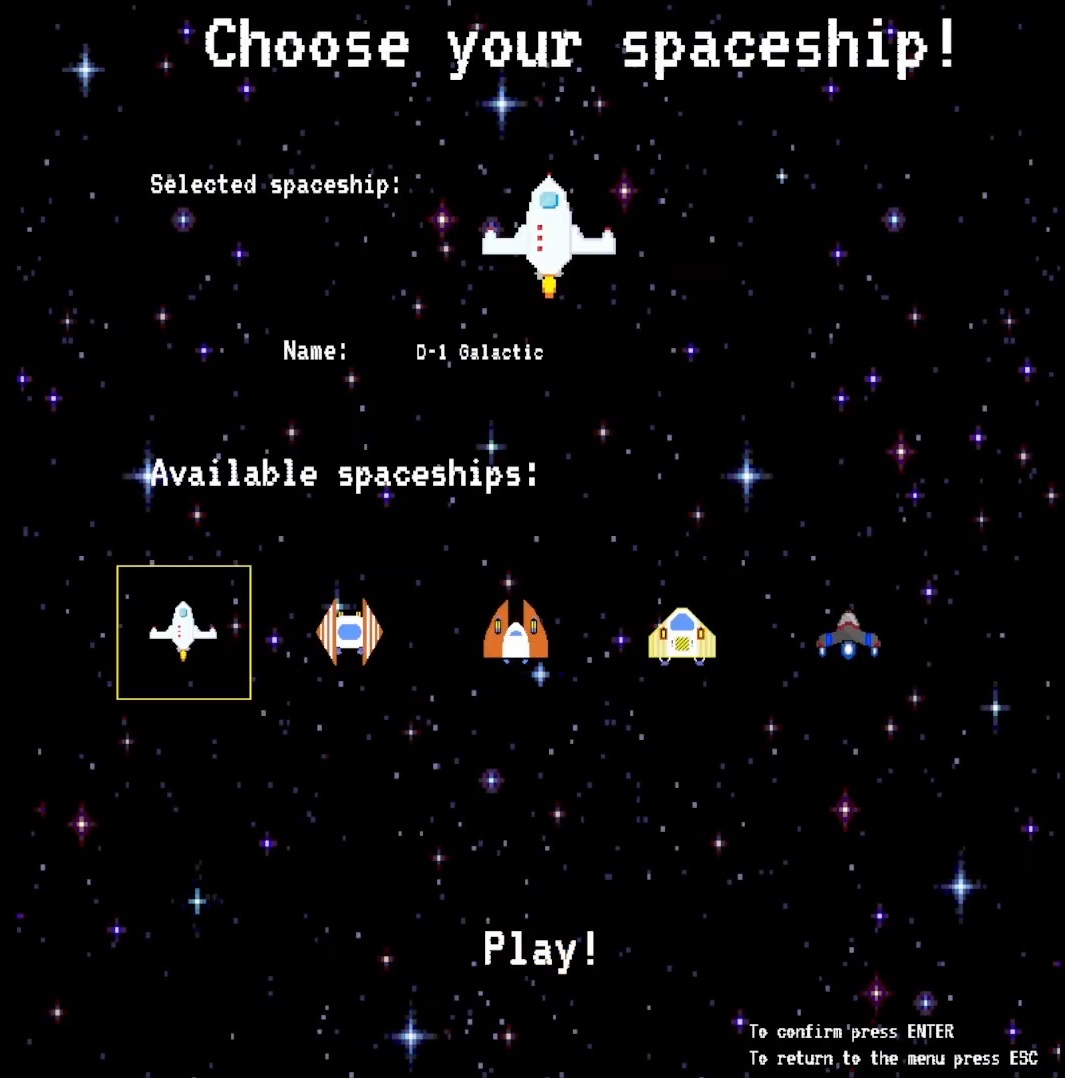 Choose your spaceship!
Selected spaceship:
Name: D-1 Galactic
Available spaceships:
Play!
To confirm press ENTER
To return to the menu press ESC